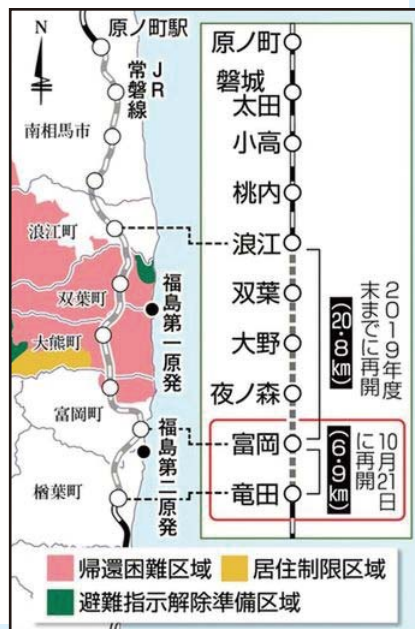 N
原ノ町駅
JR
常磐線
南相馬市
浪江町
双葉町
大熊町
富岡町
楢葉町
福島第一原発
福島第二原発
原ノ町
磐城
太田
小高
桃内
浪江
双葉
大野
夜ノ森
富岡
竜田
2019年度
末までに再開
(20・8km)
10月21日
に再開
(6・9km)
帰還困難区域
居住制限区域
避難指示解除準備区域